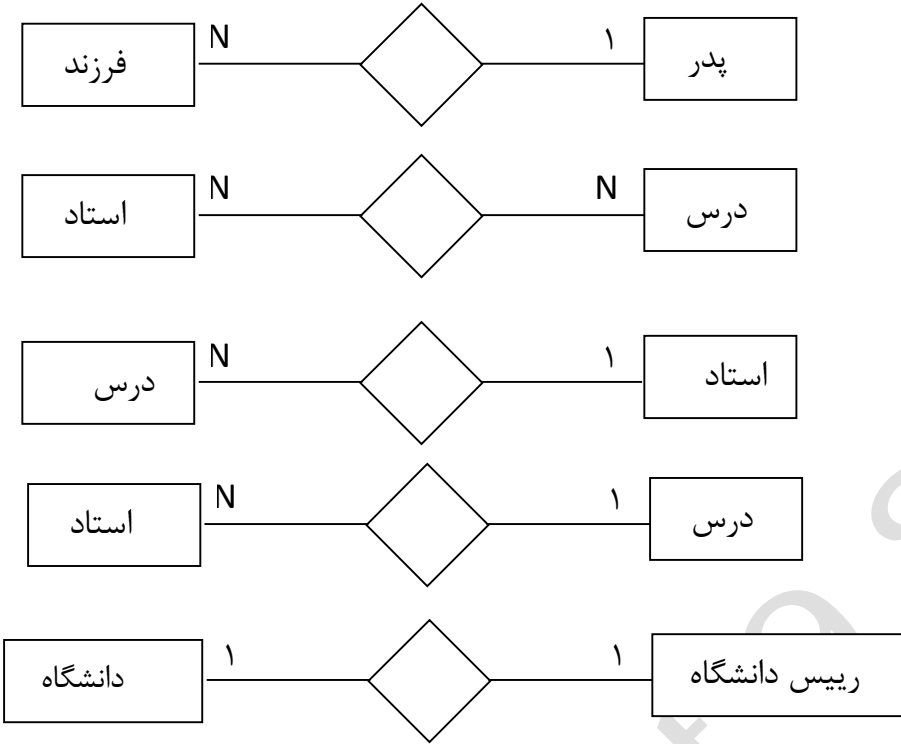 فرزند N ۱ پدر
استاد N N درس
درس N ۱ استاد
استاد N ۱ درس
دانشگاه ۱ ۱ رییس دانشگاه